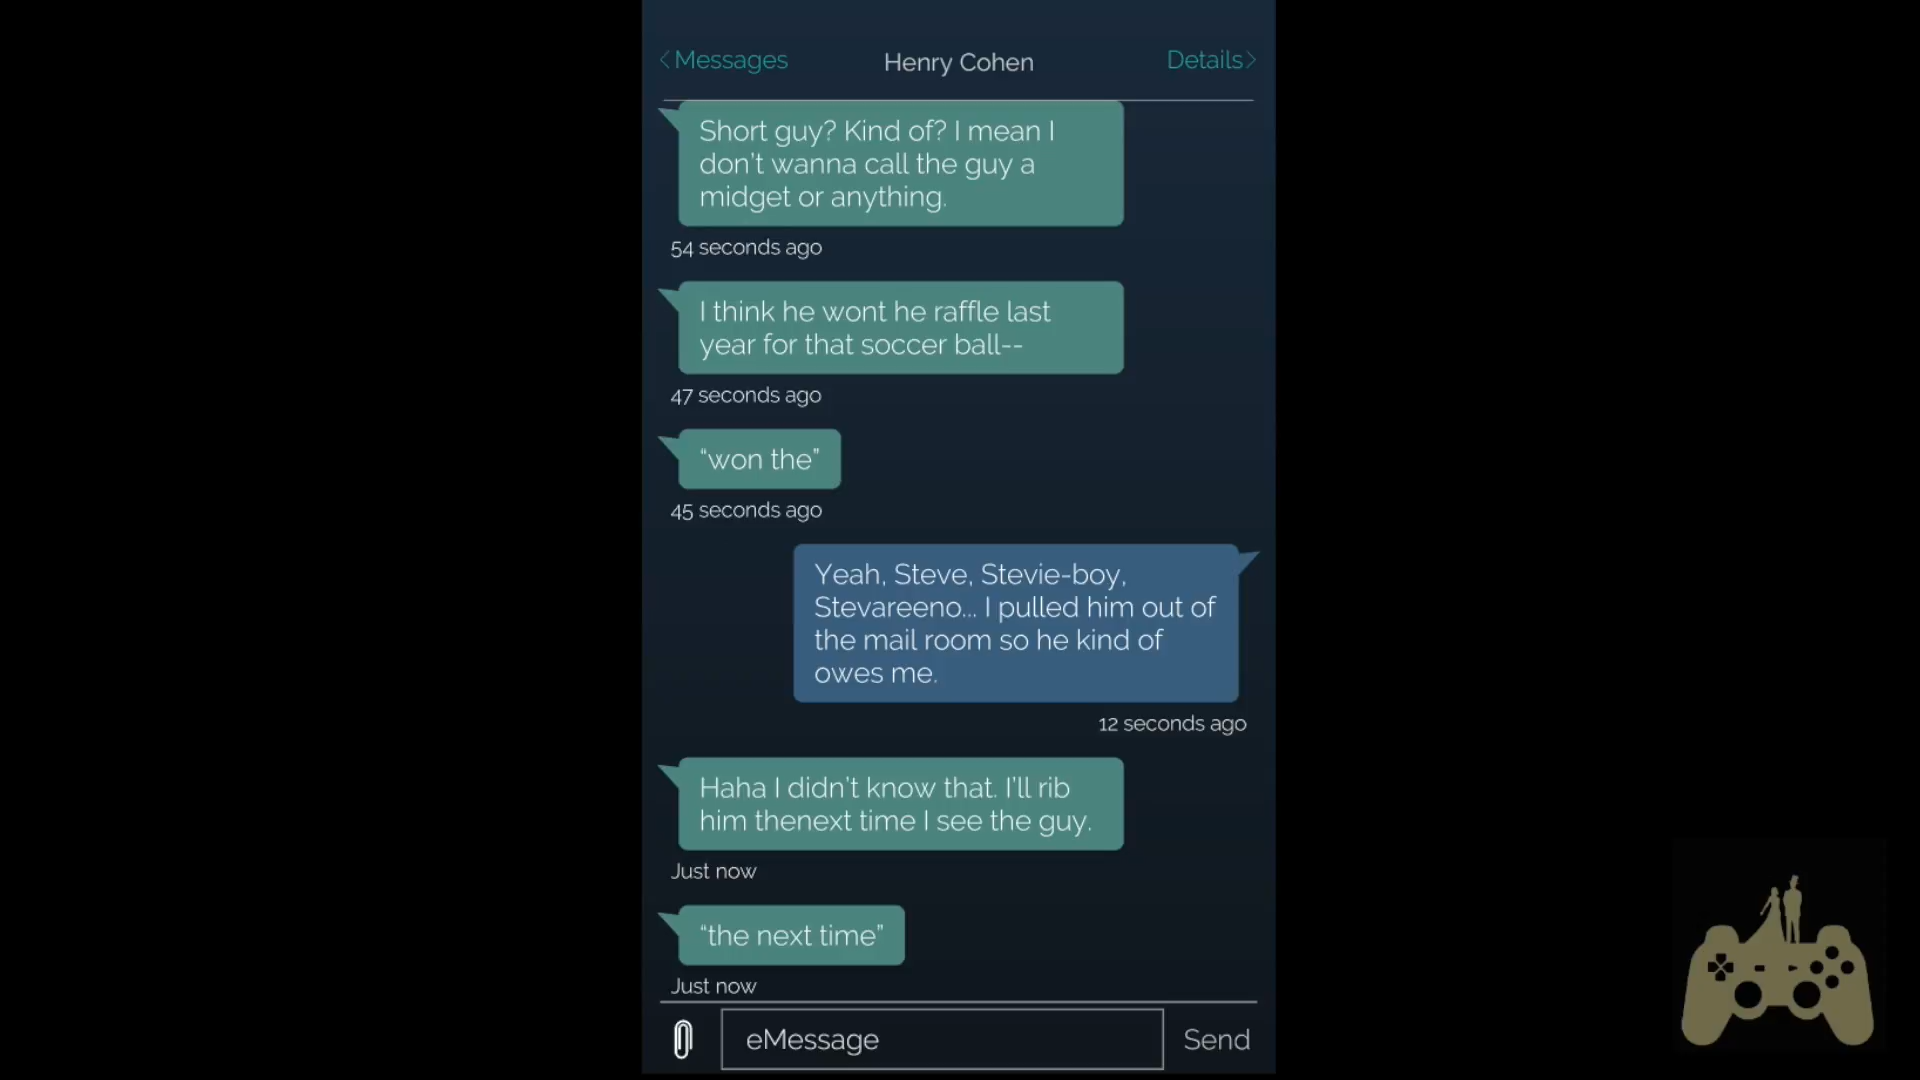 Messages
Henry Cohen
Details
Short guy? Kind of? I mean I
don't wanna call the guy a
midget or anything.
54 seconds ago
I think he wont he raffle last
year for that soccer ball--
47 seconds ago
“won the”
45 seconds ago
Yeah, Steve, Stevie-boy,
Stevareeno... I pulled him out of
the mail room so he kind of
owes me.
12 seconds ago
Haha I didn't know that. I'll rib
him thenext time I see the guy.
Just now
“the next time”
Just now
eMessage
Send